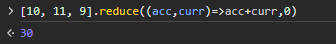 > [10, 11, 9].reduce((acc,curr)=>acc+curr,0)
<· 30